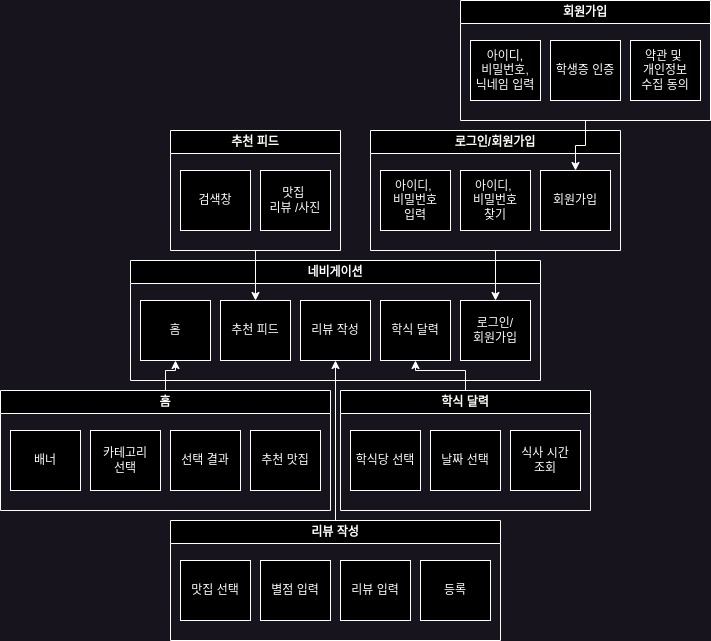 회원가입
아이디,
비밀번호,
닉네임 입력
학생증 인증
약관 및
개인정보
수집 동의
추천 피드
검색창
맛집
리뷰 /사진
로그인/회원가입
아이디,
비밀번호
입력
아이디,
비밀번호
찾기
회원가입
네비게이션
홈
추천 피드
리뷰 작성
학식 달력
로그인/
회원가입
홈
배너
카테고리
선택
선택 결과
추천 맛집
학식 달력
학식당 선택
날짜 선택
식사 시간
조회
리뷰 작성
맛집 선택
별점 입력
리뷰 입력
등록